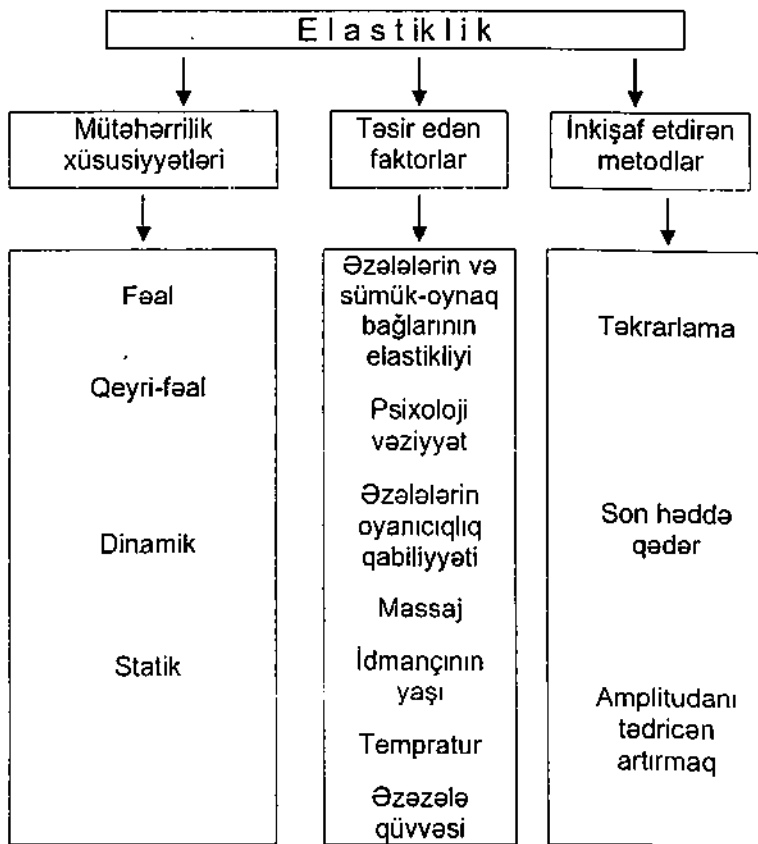 Elastiklik
Mütəhərrilik
xüsusiyyətləri
Təsir edən
faktorlar
İnkişaf etdirən
metodlar
Fəal
Qeyri-fəal
Dinamik
Statik
Əzələlərin və
sümük-oynaq
bağlarının
elastikliyi
Psixoloji
vəziyyət
Əzələlərin
oyanıcıqlıq
qabiliyyəti
Massaj
İdmançının
yaşı
Tempratur
Əzəzələ
qüvvəsi
Təkrarlama
Son həddə
qədər
Amplitudanı
tədricən
artırmaq